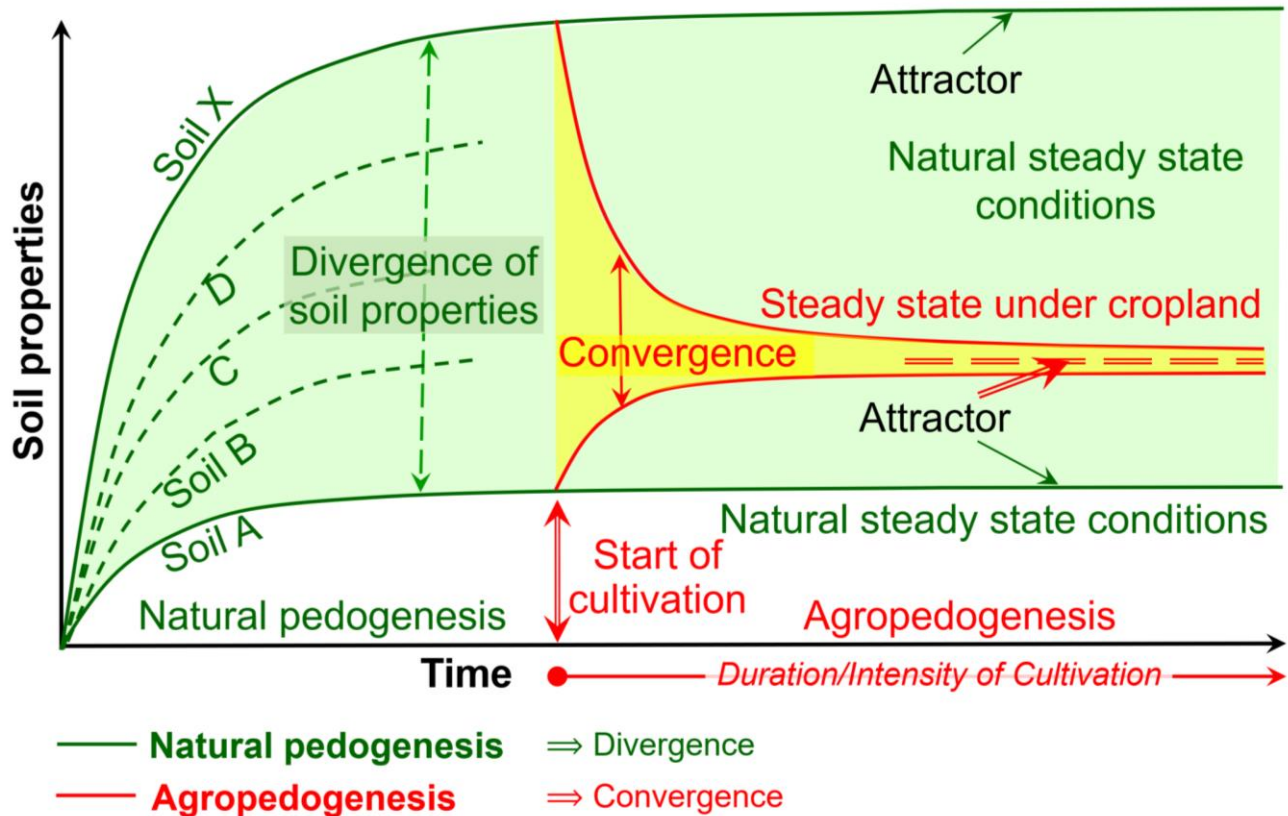 Soil properties
Soil X
D
C
Soil B
Soil A
Divergence of
soil properties
Attractor
Natural steady state
conditions
Steady state under cropland
Convergence
Attractor
Natural steady state conditions
Start of
cultivation
Natural pedogenesis
Agropedogenesis
Time
Duration/Intensity of Cultivation
Natural pedogenesis ⇒ Divergence
Agropedogenesis ⇒ Convergence